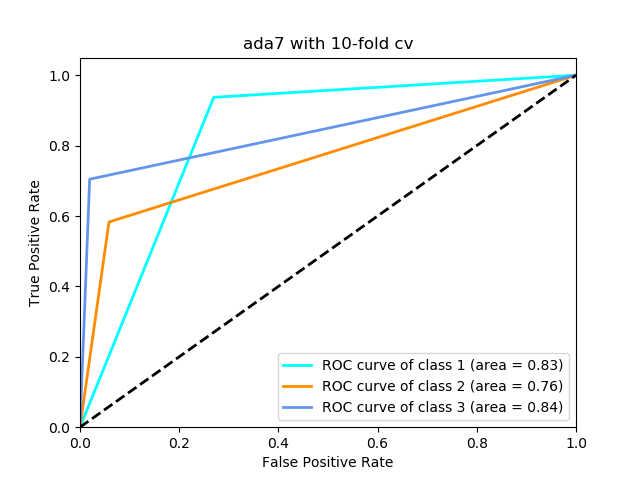 ada7 with 10-fold cv
True Positive Rate
1.0
0.8
0.6
0.4
0.2
0.0
ROC curve of class 1 (area = 0.83)
ROC curve of class 2 (area = 0.76)
ROC curve of class 3 (area = 0.84)
0.0 0.2 0.4 0.6 0.8 1.0
False Positive Rate